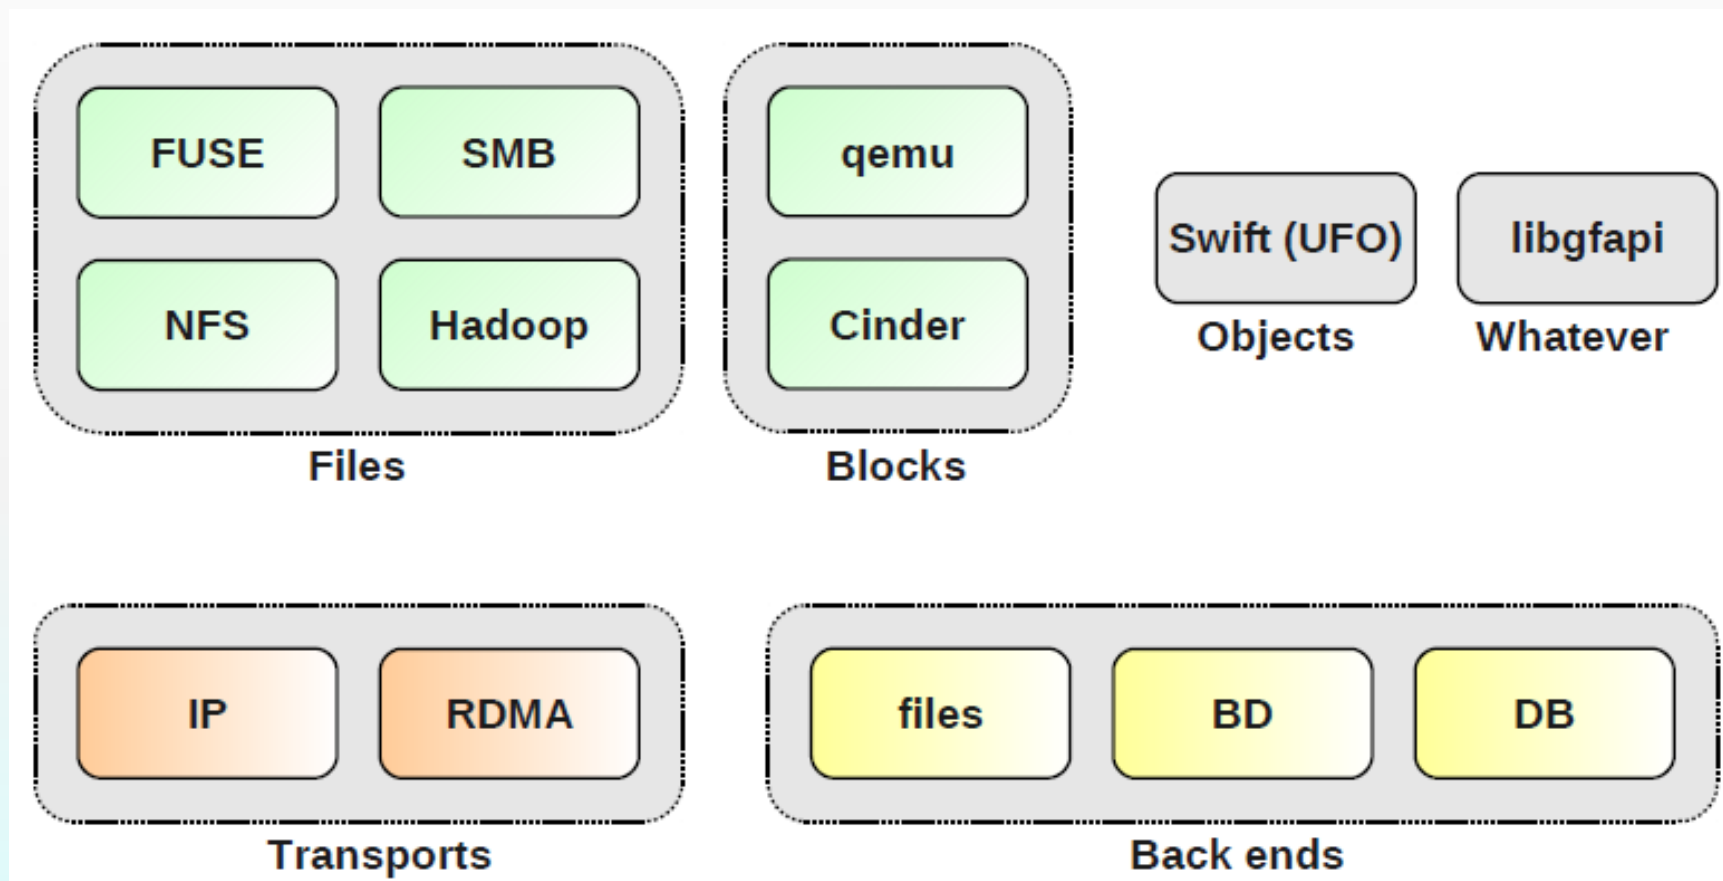 FUSE
SMB
NFS
Hadoop
Files
qemu
Cinder
Blocks
Swift (UFO)
Objects
libgfapi
Whatever
IP
RDMA
Transports
files
BD
DB
Back ends